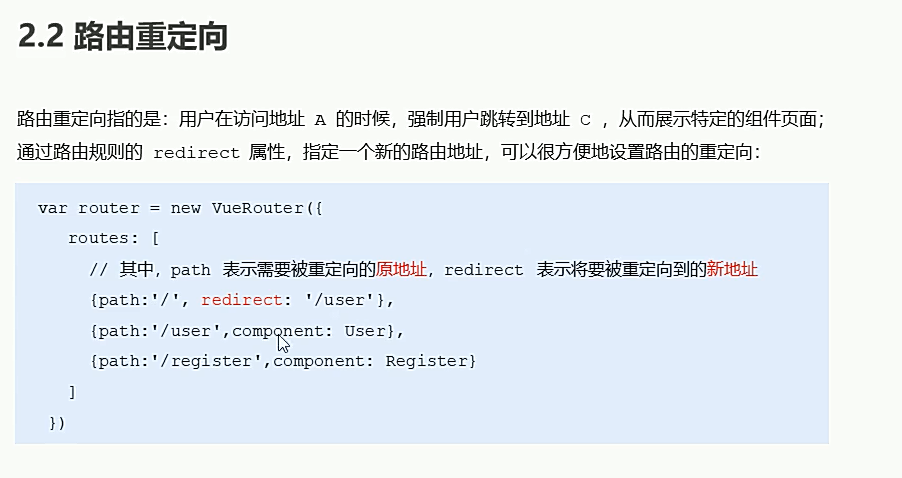 2.2 路由重定向
路由重定向指的是：用户在访问地址 A 的时候，强制用户跳转到地址 C ，从而展示特定的组件页面；
通过路由规则的 redirect 属性，指定一个新的路由地址，可以很方便地设置路由的重定向：
var router = new VueRouter({
routes: [
// 其中，path 表示需要被重定向的原地址，redirect 表示将要被重定向到的新地址
{path:'/', redirect: '/user'},
{path:'/user',component: User},
{path:'/register',component: Register}
]
})